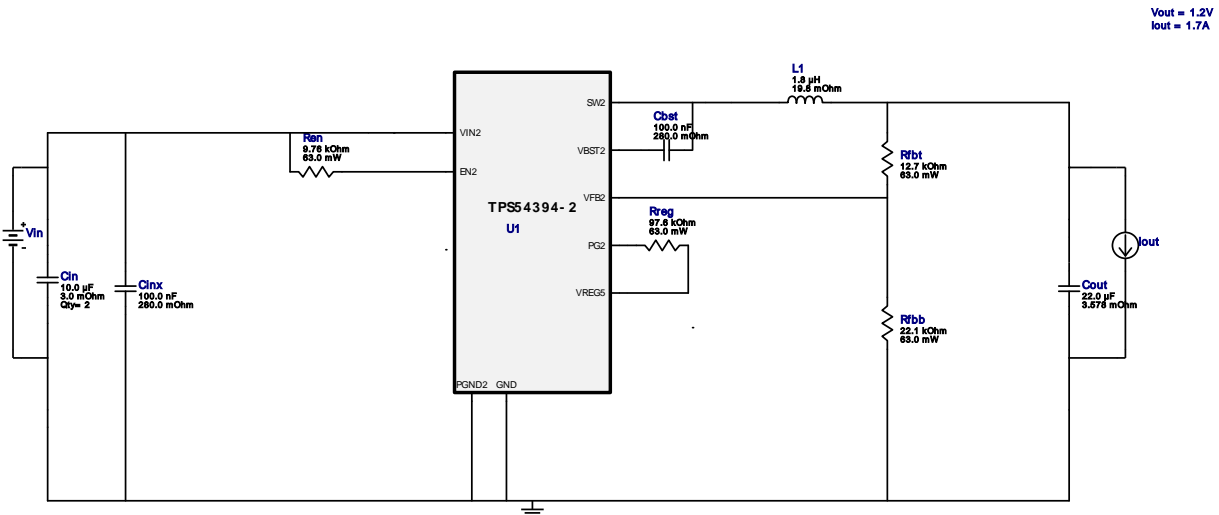 Vout = 1.2V
Iout = 1.7A
L1
1.8 µH
19.6 mOhm
SW2
Cbst
100.0 nF
280.0 mOhm
VIN2
Ren
9.76 kOhm
63.0 mW
VBST2
Rfbt
12.7 kOhm
63.0 mW
EN2
VFB2
TPS54394-2
U1
Rreg
97.6 kOhm
63.0 mW
+
Vin
-
PG2
Iout
Cin
10.0 µF
3.0 mOhm
Qty= 2
Cinx
100.0 nF
280.0 mOhm
VREG5
Cout
22.0 µF
3.578 mOhm
Rfbb
22.1 kOhm
63.0 mW
PGND2 GND